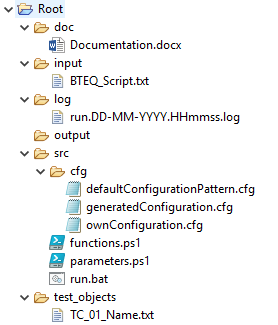 Root
doc
Documentation.docx
input
BTEQ_Script.txt
log
run.DD-MM-YYYY.HHmmss.log
output
src
cfg
defaultConfigurationPattern.cfg
generatedConfiguration.cfg
ownConfiguration.cfg
functions.ps1
parameters.ps1
run.bat
test_objects
TC_01_Name.txt